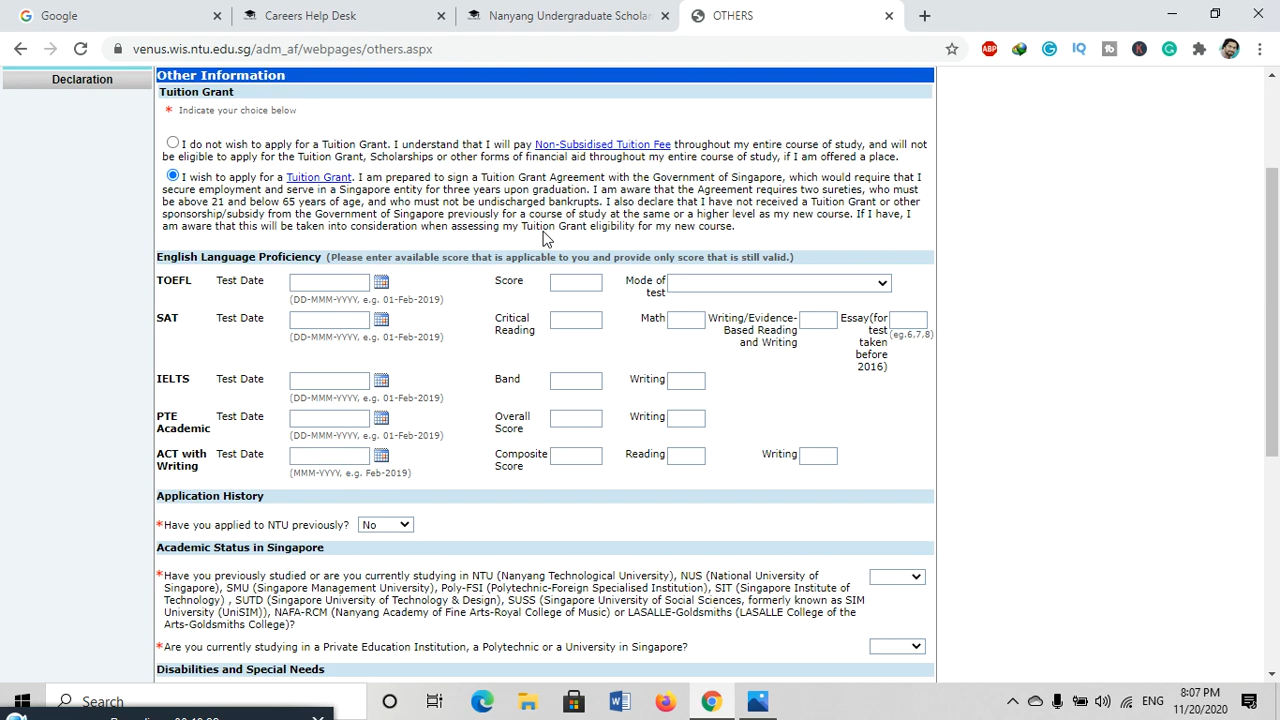 Google
Careers Help Desk
Nanyang Undergraduate Scholar
OTHERS
venus.wis.ntu.edu.sg/adm_af/webpages/others.aspx
Declaration
Other Information
Tuition Grant
* Indicate your choice below
I do not wish to apply for a Tuition Grant. I understand that I will pay Non-Subsidised Tuition Fee throughout my entire course of study, and will not
be eligible to apply for the Tuition Grant, Scholarships or other forms of financial aid throughout my entire course of study, if I am offered a place.
I wish to apply for a Tuition Grant. I am prepared to sign a Tuition Grant Agreement with the Government of Singapore, which would require that I
secure employment and serve in a Singapore entity for three years upon graduation. I am aware that the Agreement requires two sureties, who must
be above 21 and below 65 years of age, and who must not be undischarged bankrupts. I also declare that I have not received a Tuition Grant or other
sponsorship/subsidy from the Government of Singapore previously for a course of study at the same or a higher level as my new course. If I have, I
am aware that this will be taken into consideration when assessing my Tuition Grant eligibility for my new course.
English Language Proficiency (Please enter available score that is applicable to you and provide only score that is still valid.)
TOEFL Test Date Score Mode of test
(DD-MMM-YYYY, e.g. 01-Feb-2019)
SAT Test Date Critical Reading Math Writing/Evidence-Based Reading and Writing Essay(for test taken before 2016) (eg.6,7,8)
(DD-MMM-YYYY, e.g. 01-Feb-2019)
IELTS Test Date Band Writing
(DD-MMM-YYYY, e.g. 01-Feb-2019)
PTE Academic Test Date Overall Score Writing
(DD-MMM-YYYY, e.g. 01-Feb-2019)
ACT with Writing Test Date Composite Score Reading Writing
(MMM-YYYY, e.g. Feb-2019)
Application History
*Have you applied to NTU previously? No
Academic Status in Singapore
*Have you previously studied or are you currently studying in NTU (Nanyang Technological University), NUS (National University of
Singapore), SMU (Singapore Management University), Poly-FSI (Polytechnic-Foreign Specialised Institution), SIT (Singapore Institute of
Technology) , SUTD (Singapore University of Technology & Design), SUSS (Singapore University of Social Sciences, formerly known as SIM
University (UniSIM)), NAFA-RCM (Nanyang Academy of Fine Arts-Royal College of Music) or LASALLE-Goldsmiths (LASALLE College of the
Arts-Goldsmiths College)?
*Are you currently studying in a Private Education Institution, a Polytechnic or a University in Singapore?
Disabilities and Special Needs
Search
ENG
8:07 PM
11/20/2020